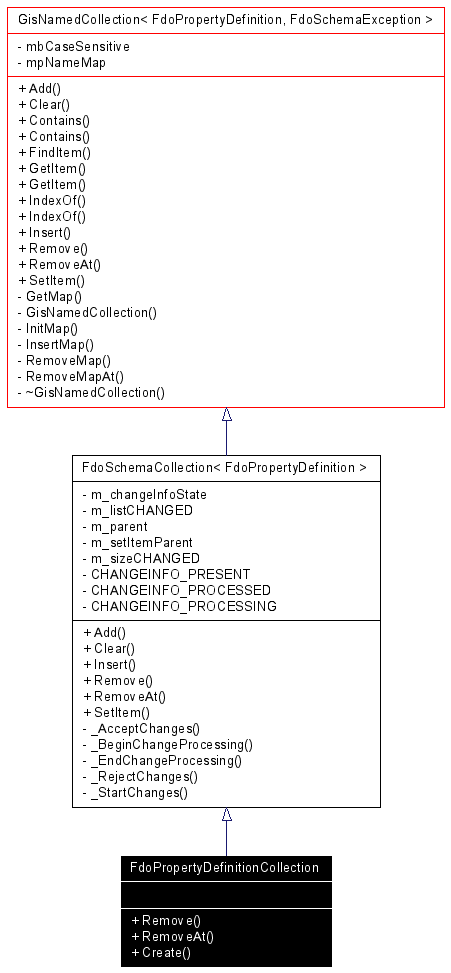 GisNamedCollection< FdoPropertyDefinition, FdoSchemaException >
- mbCaseSensitive
- mpNameMap
+ Add()
+ Clear()
+ Contains()
+ Contains()
+ FindItem()
+ GetItem()
+ GetItem()
+ IndexOf()
+ IndexOf()
+ Insert()
+ Remove()
+ RemoveAt()
+ SetItem()
- GetMap()
- GisNamedCollection()
- InitMap()
- InsertMap()
- RemoveMap()
- RemoveMapAt()
- ~GisNamedCollection()
FdoSchemaCollection< FdoPropertyDefinition >
- m_changeInfoState
- m_listCHANGED
- m_parent
- m_setItemParent
- m_sizeCHANGED
- CHANGEINFO_PRESENT
- CHANGEINFO_PROCESSED
- CHANGEINFO_PROCESSING
+ Add()
+ Clear()
+ Insert()
+ Remove()
+ RemoveAt()
+ SetItem()
- _AcceptChanges()
- _BeginChangeProcessing()
- _EndChangeProcessing()
- _RejectChanges()
- _StartChanges()
FdoPropertyDefinitionCollection
+ Remove()
+ RemoveAt()
+ Create()